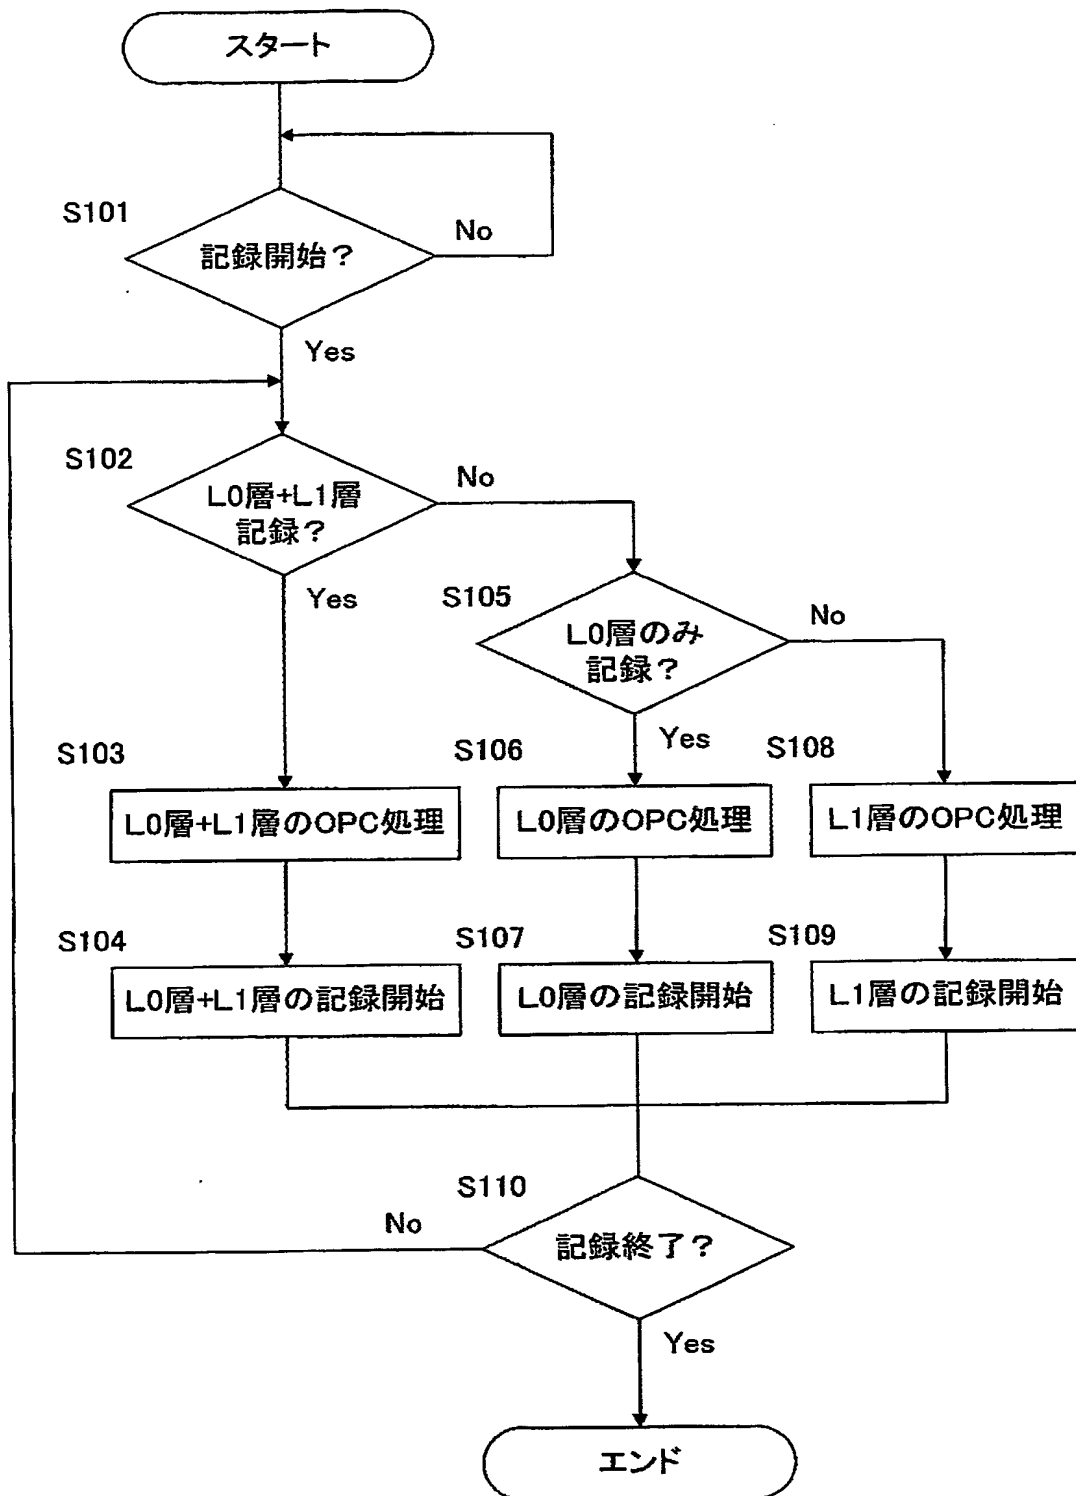 スタート
S101
記録開始？
No
Yes
S102
L0層+L1層
記録？
No
Yes
S105
L0層のみ
記録？
No
Yes
S103
L0層+L1層のOPC処理
S106
L0層のOPC処理
S108
L1層のOPC処理
S104
L0層+L1層の記録開始
S107
L0層の記録開始
S109
L1層の記録開始
S110
記録終了？
No
Yes
エンド